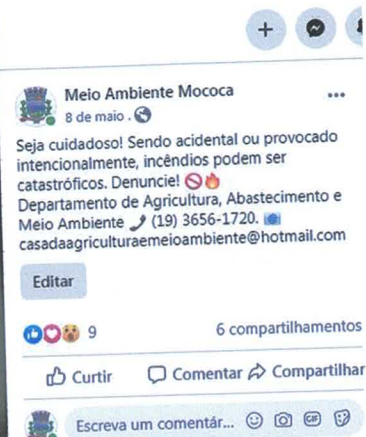 Meio Ambiente Mococa
8 de maio .
Seja cuidadoso! Sendo acidental ou provocado
intencionalmente, incêndios podem ser
catastróficos. Denuncie! 🚫🔥
Departamento de Agricultura, Abastecimento e
Meio Ambiente 📞 (19) 3656-1720. 📧
casadaagriculturaemeioambiente@hotmail.com
Editar
9
6 compartilhamentos
Curtir
Comentar
Compartilhar
Escreva um comentár...
GIF